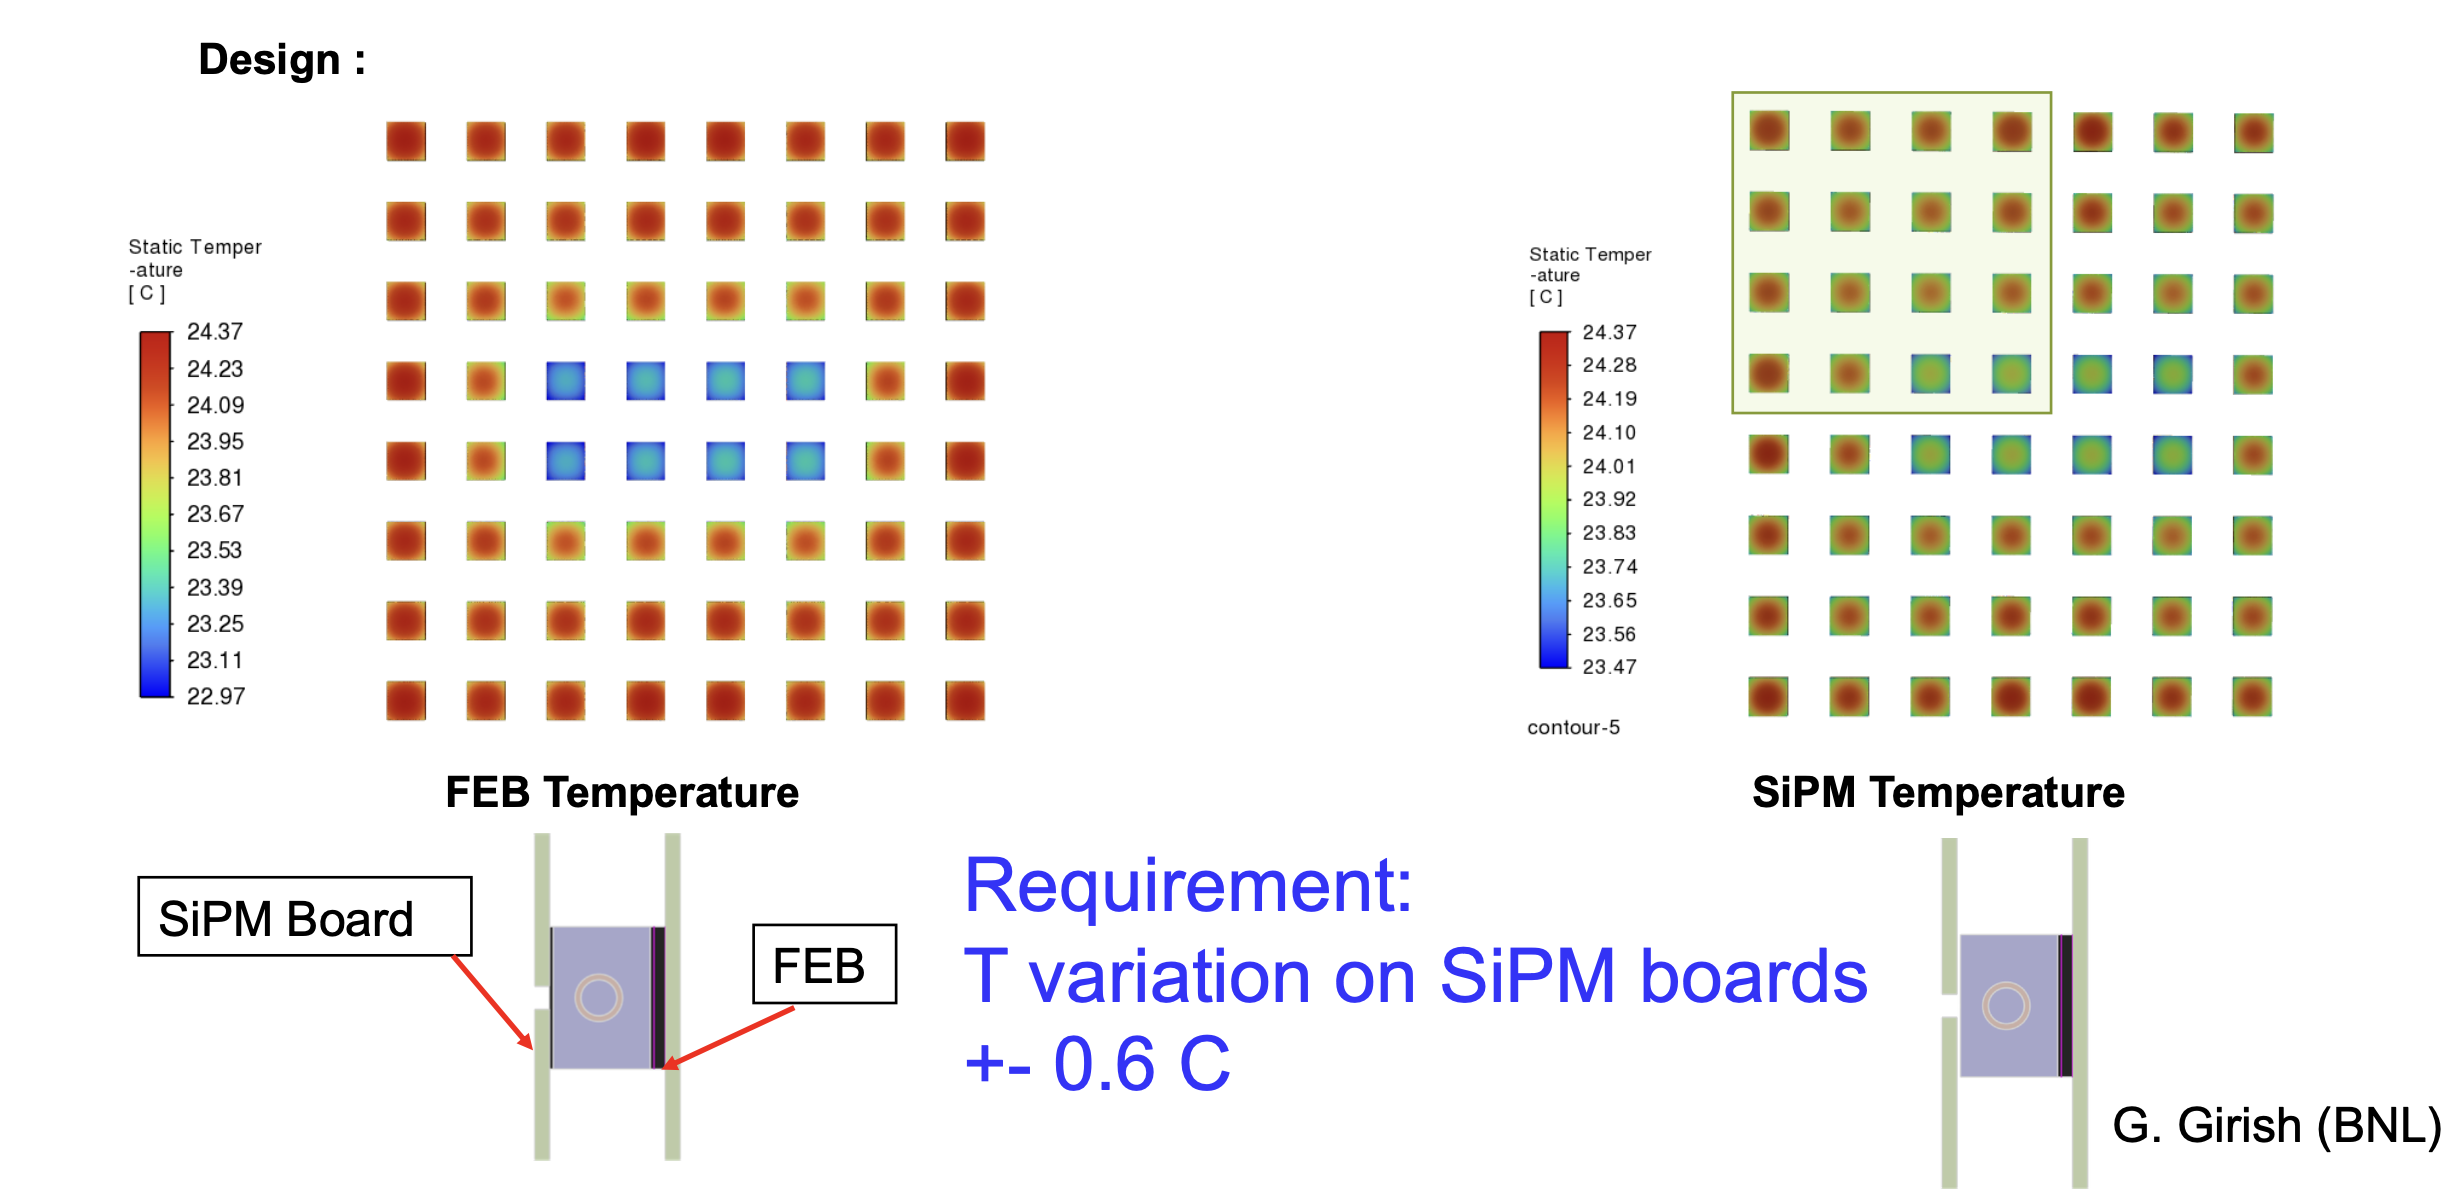 Design :
Static Temper
-ature
[ C ]
24.37
24.23
24.09
23.95
23.81
23.67
23.53
23.39
23.25
23.11
22.97
FEB Temperature
Static Temper
-ature
[ C ]
24.37
24.28
24.19
24.10
24.01
23.92
23.83
23.74
23.65
23.56
23.47
contour-5
SiPM Temperature
SiPM Board
FEB
Requirement:
T variation on SiPM boards
+- 0.6 C
G. Girish (BNL)